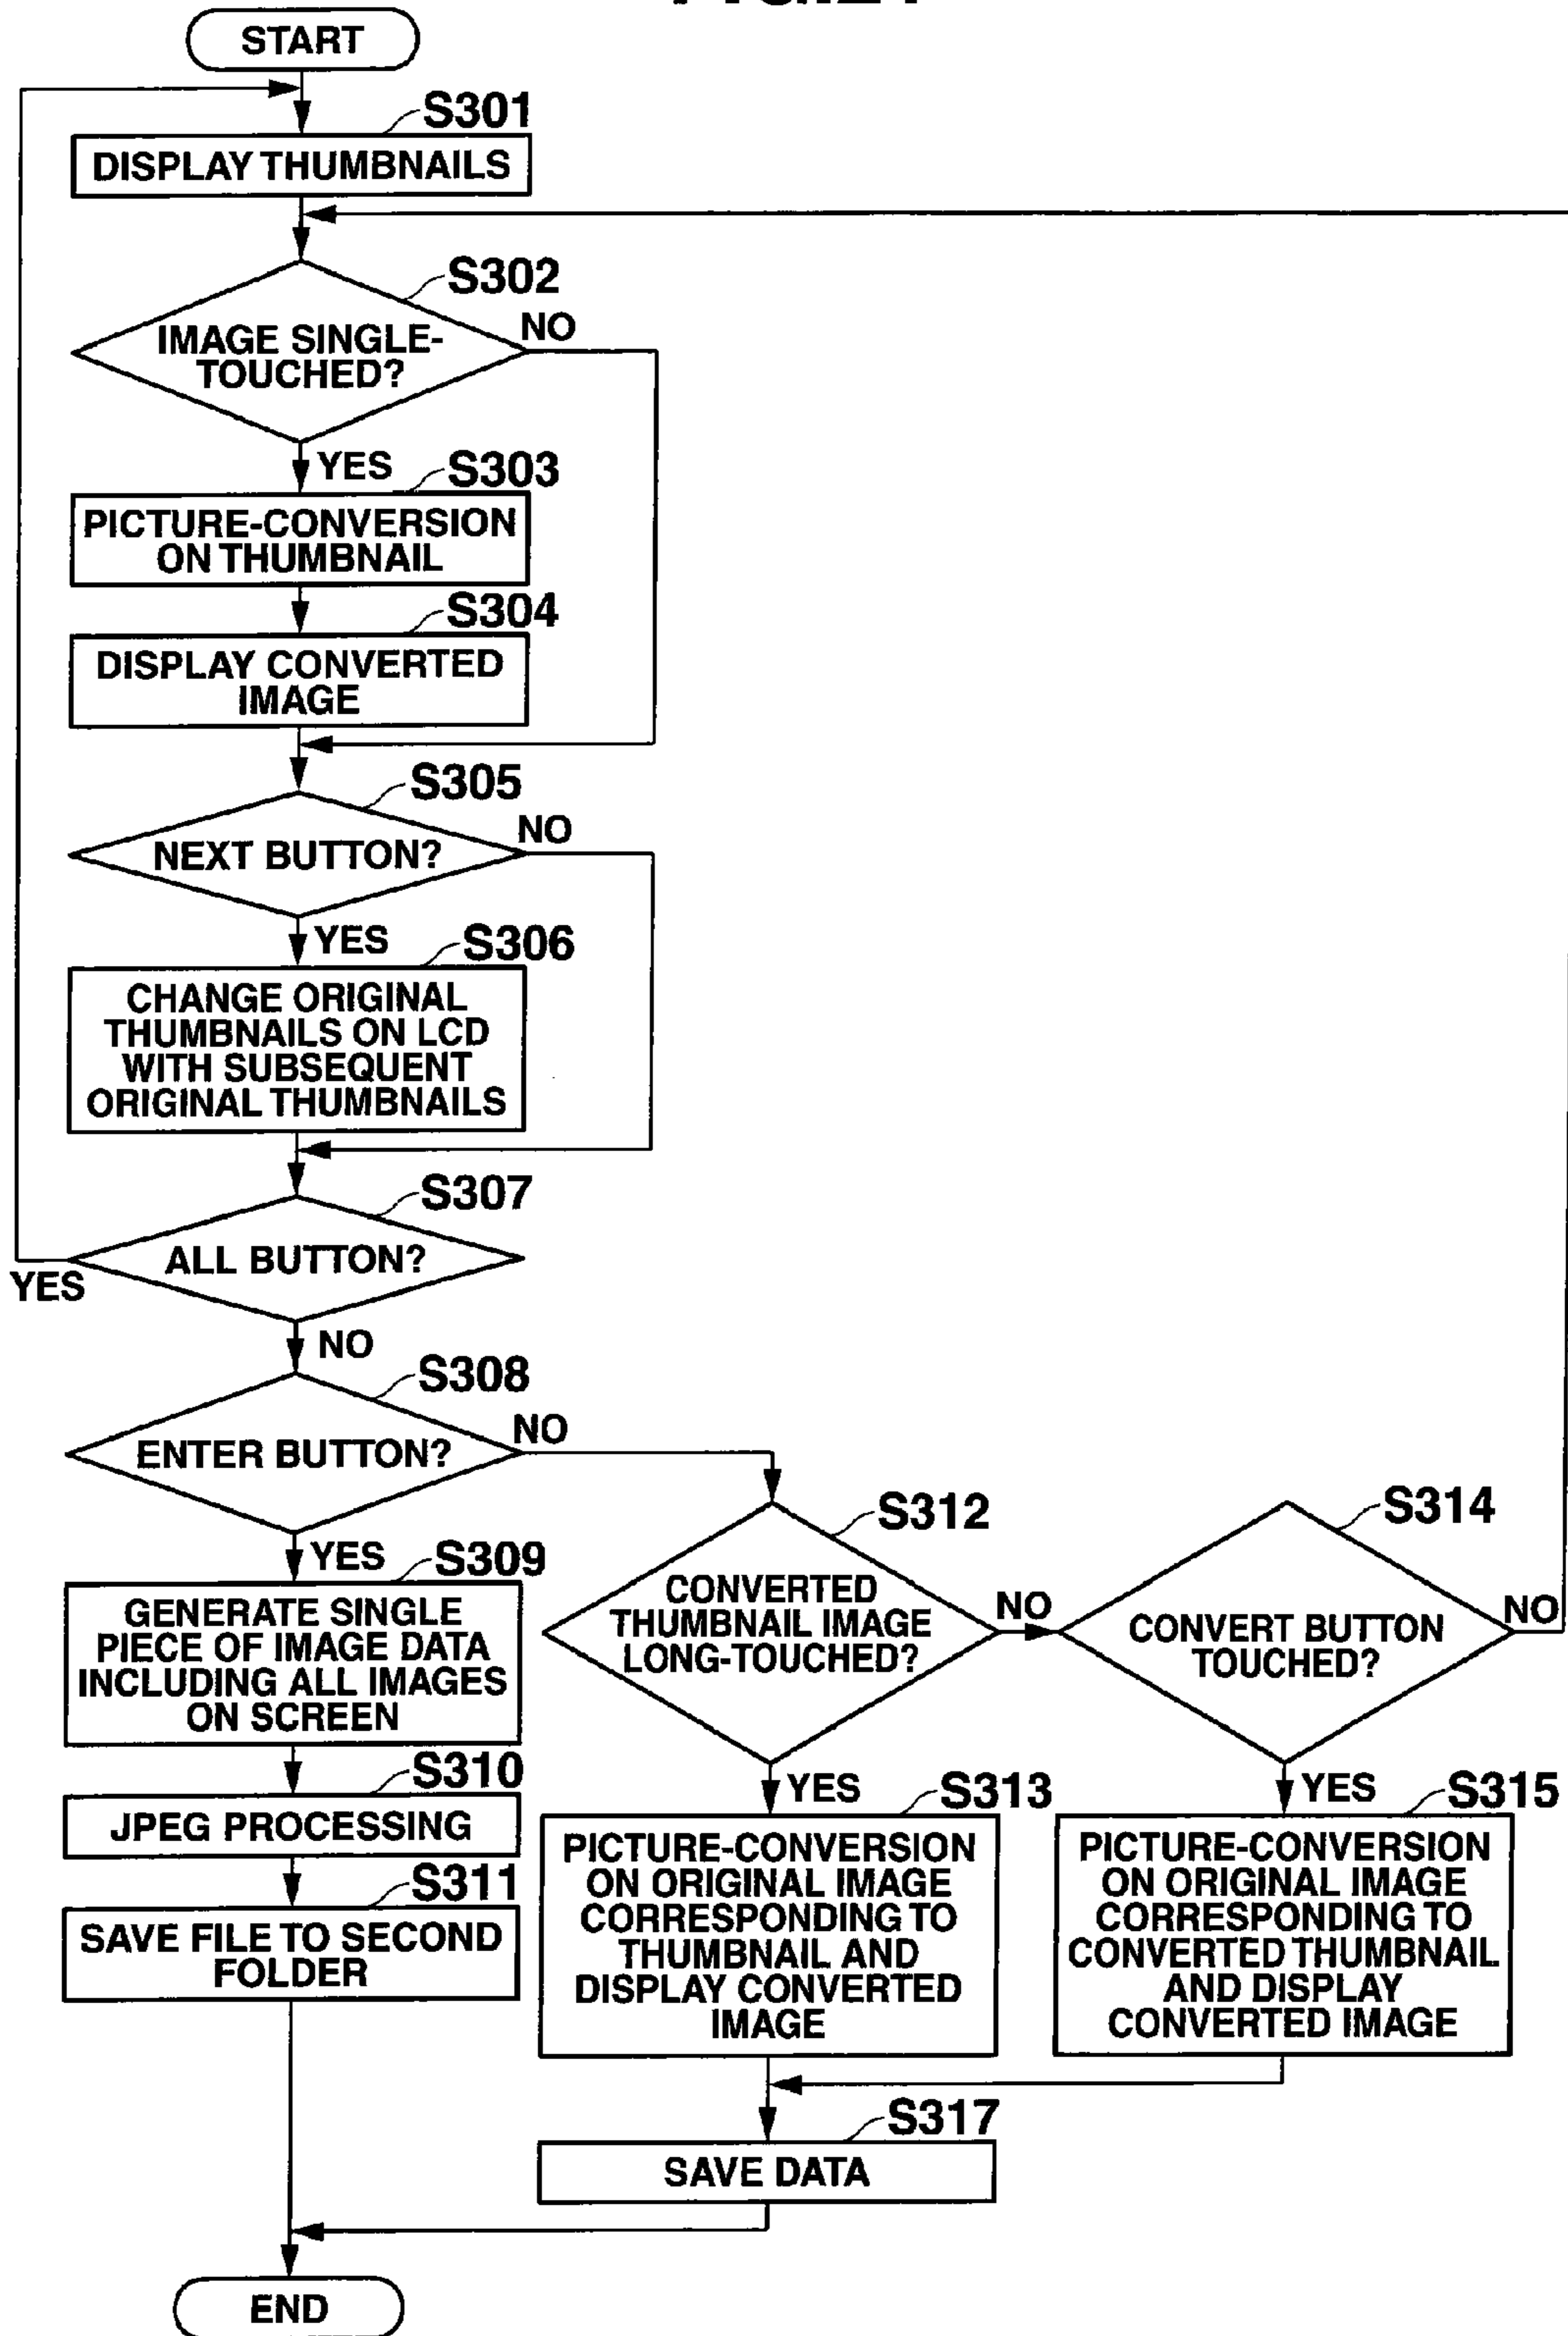 START
S301
DISPLAY THUMBNAILS
S302
IMAGE SINGLE-
TOUCHED?
NO
YES
S303
PICTURE-CONVERSION
ON THUMBNAIL
S304
DISPLAY CONVERTED
IMAGE
S305
NEXT BUTTON?
NO
YES
S306
CHANGE ORIGINAL
THUMBNAILS ON LCD
WITH SUBSEQUENT
ORIGINAL THUMBNAILS
S307
ALL BUTTON?
YES
NO
S308
ENTER BUTTON?
NO
YES
S309
GENERATE SINGLE
PIECE OF IMAGE DATA
INCLUDING ALL IMAGES
ON SCREEN
S310
JPEG PROCESSING
S311
SAVE FILE TO SECOND
FOLDER
S312
CONVERTED
THUMBNAIL IMAGE
LONG-TOUCHED?
NO
YES
S313
PICTURE-CONVERSION
ON ORIGINAL IMAGE
CORRESPONDING TO
THUMBNAIL AND
DISPLAY CONVERTED
IMAGE
S314
CONVERT BUTTON
TOUCHED?
NO
YES
S315
PICTURE-CONVERSION
ON ORIGINAL IMAGE
CORRESPONDING TO
CONVERTED THUMBNAIL
AND DISPLAY
CONVERTED IMAGE
S317
SAVE DATA
END